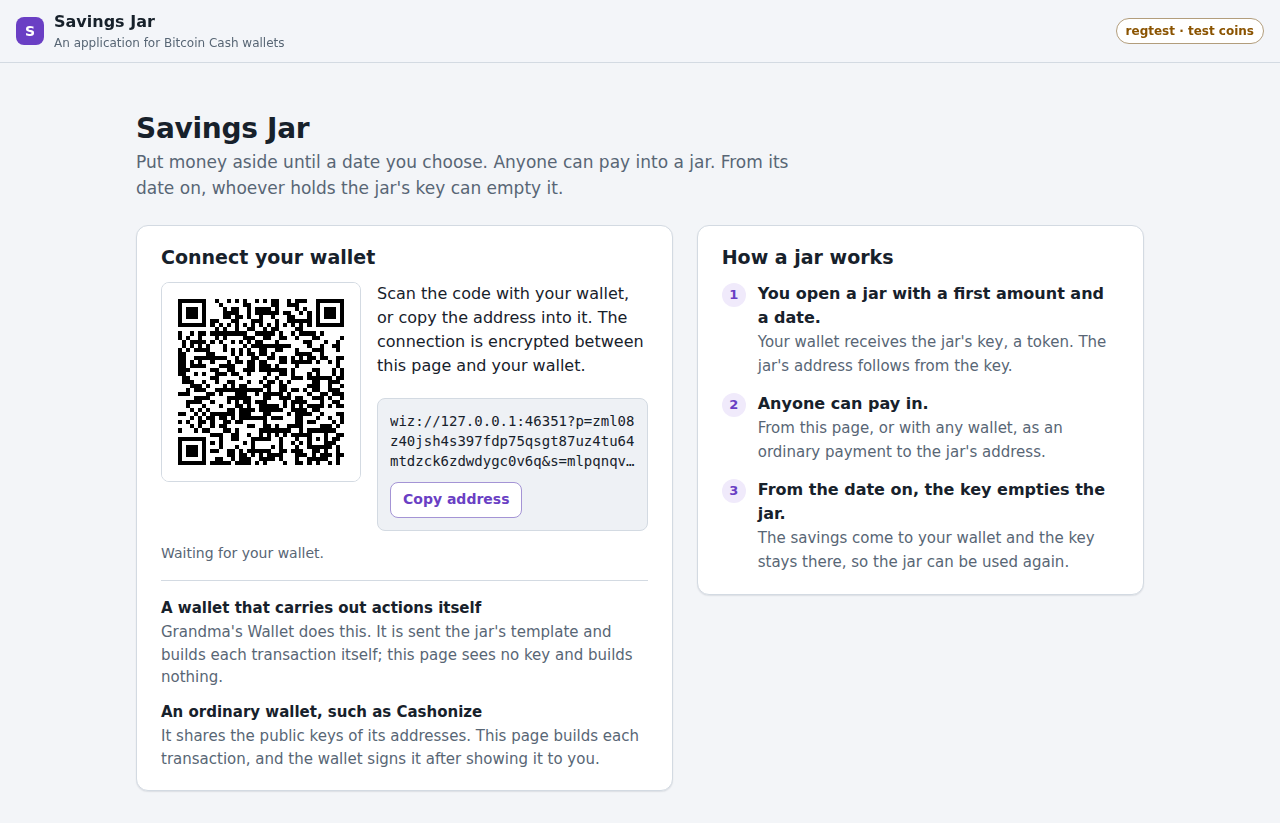 S
Savings Jar
An application for Bitcoin Cash wallets
regtest · test coins
Savings Jar
Put money aside until a date you choose. Anyone can pay into a jar. From its
date on, whoever holds the jar's key can empty it.
Connect your wallet
Scan the code with your wallet,
or copy the address into it. The
connection is encrypted between
this page and your wallet.
wiz://127.0.0.1:46351?p=zml08
z40jsh4s397fdp75qsgt87uz4tu64
mtdzck6zdwdygc0v6q&s=mlpqnqv…
Copy address
Waiting for your wallet.
A wallet that carries out actions itself
Grandma's Wallet does this. It is sent the jar's template and
builds each transaction itself; this page sees no key and builds
nothing.
An ordinary wallet, such as Cashonize
It shares the public keys of its addresses. This page builds each
transaction, and the wallet signs it after showing it to you.
How a jar works
1
You open a jar with a first amount and
a date.
Your wallet receives the jar's key, a token. The
jar's address follows from the key.
2
Anyone can pay in.
From this page, or with any wallet, as an
ordinary payment to the jar's address.
3
From the date on, the key empties the
jar.
The savings come to your wallet and the key
stays there, so the jar can be used again.